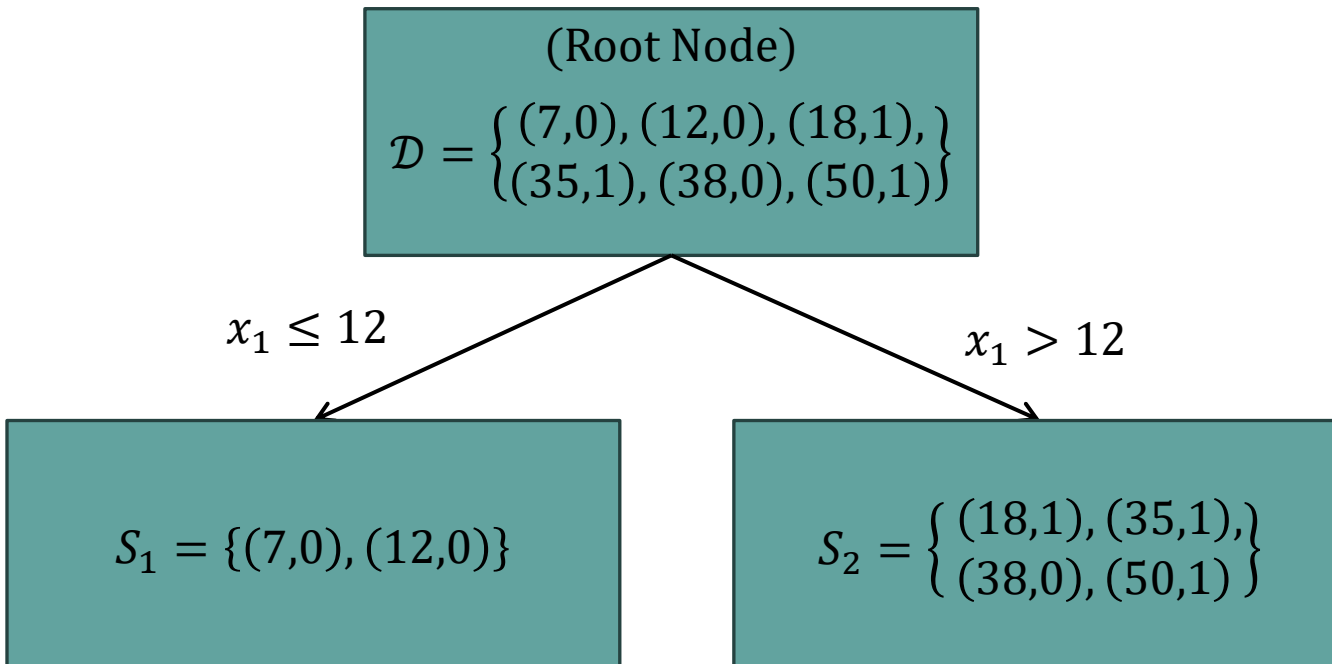 (Root Node)
𝒟 = { (7,0), (12,0), (18,1),
(35,1), (38,0), (50,1) }
x₁ ≤ 12
x₁ > 12
S₁ = {(7,0), (12,0)}
S₂ = { (18,1), (35,1),
(38,0), (50,1) }